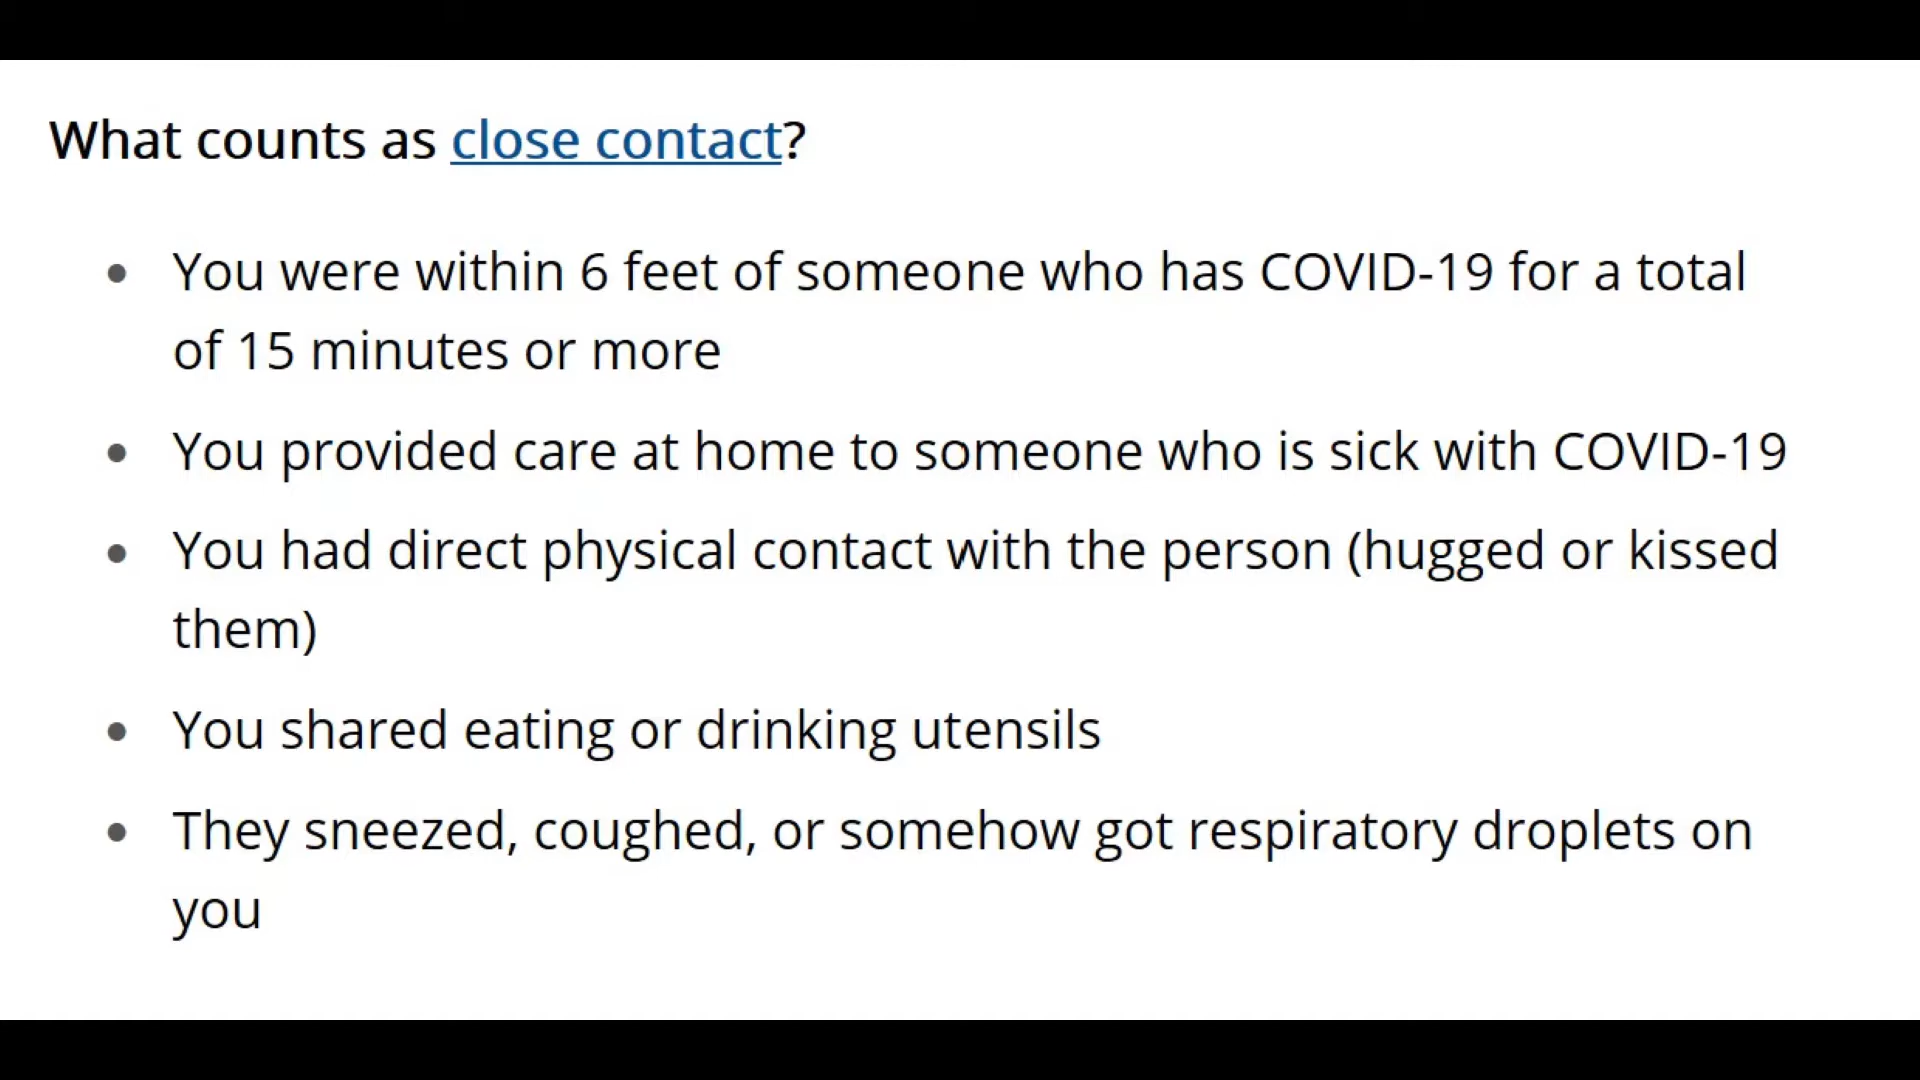 What counts as close contact?
You were within 6 feet of someone who has COVID-19 for a total
of 15 minutes or more
You provided care at home to someone who is sick with COVID-19
You had direct physical contact with the person (hugged or kissed
them)
You shared eating or drinking utensils
They sneezed, coughed, or somehow got respiratory droplets on
you